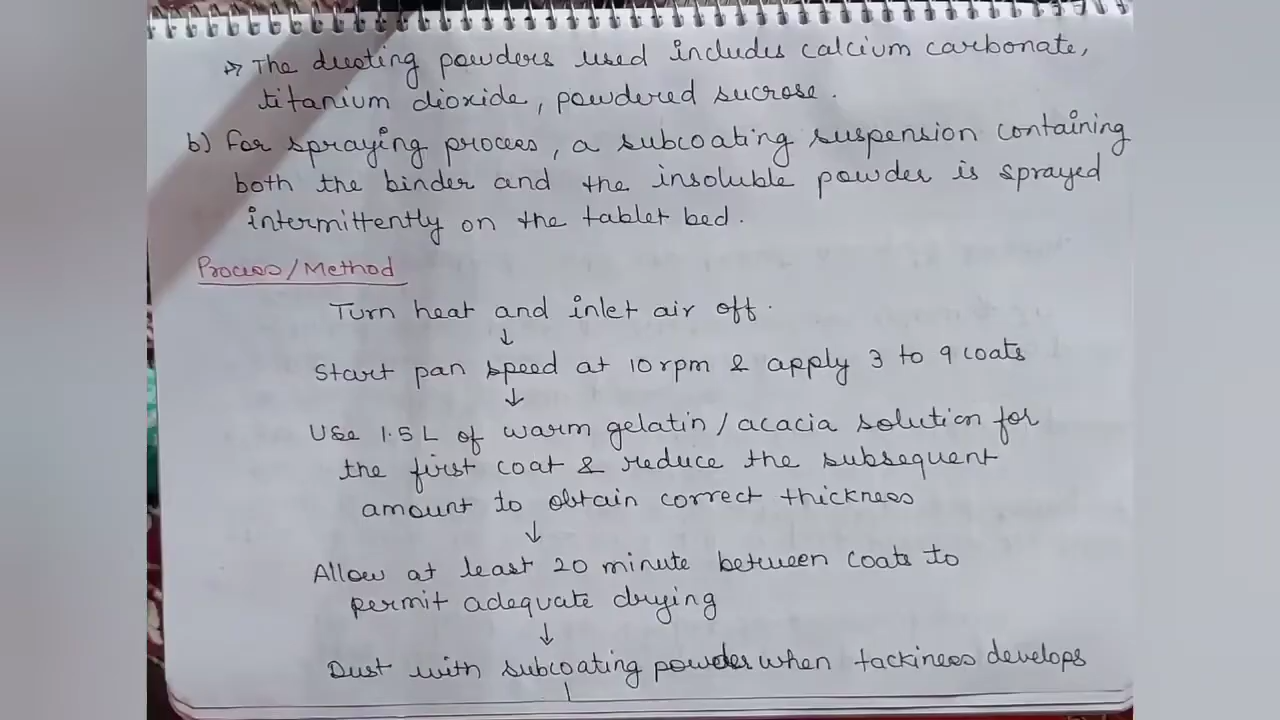 → The dusting powders used includes calcium carbonate,
titanium dioxide, powdered sucrose.
b) For spraying process, a subcoating suspension containing
both the binder and the insoluble powder is sprayed
intermittently on the tablet bed.
Process/Method
Turn heat and inlet air off.
↓
Start pan speed at 10 rpm & apply 3 to 9 coats
↓
Use 1.5 L of warm gelatin / acacia solution for
the first coat & reduce the subsequent
amount to obtain correct thickness
↓
Allow at least 20 minute between coats to
permit adequate drying
↓
Dust with subcoating powder when tackiness develops